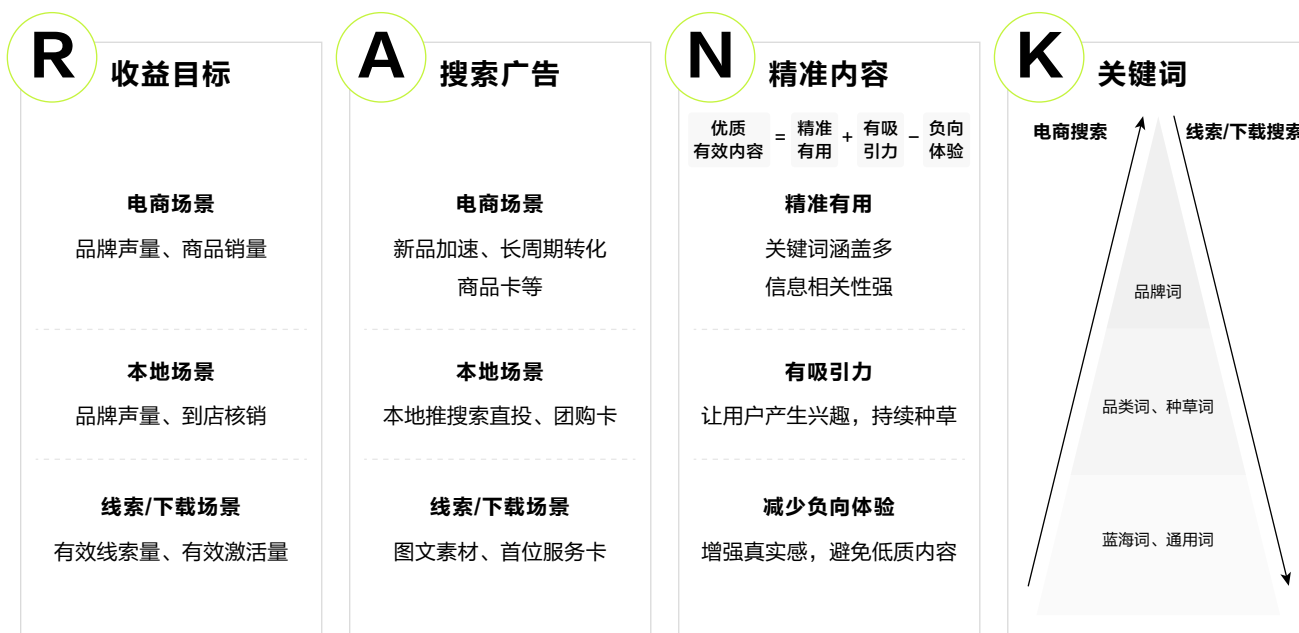 R
收益目标
电商场景
品牌声量、商品销量
本地场景
品牌声量、到店核销
线索/下载场景
有效线索量、有效激活量
A
搜索广告
电商场景
新品加速、长周期转化
商品卡等
本地场景
本地推搜索直投、团购卡
线索/下载场景
图文素材、首位服务卡
N
精准内容
优质
有效内容
=
精准
有用
+
有吸
引力
−
负向
体验
精准有用
关键词涵盖多
信息相关性强
有吸引力
让用户产生兴趣，持续种草
减少负向体验
增强真实感，避免低质内容
K
关键词
电商搜索
线索/下载搜索
品牌词
品类词、种草词
蓝海词、通用词